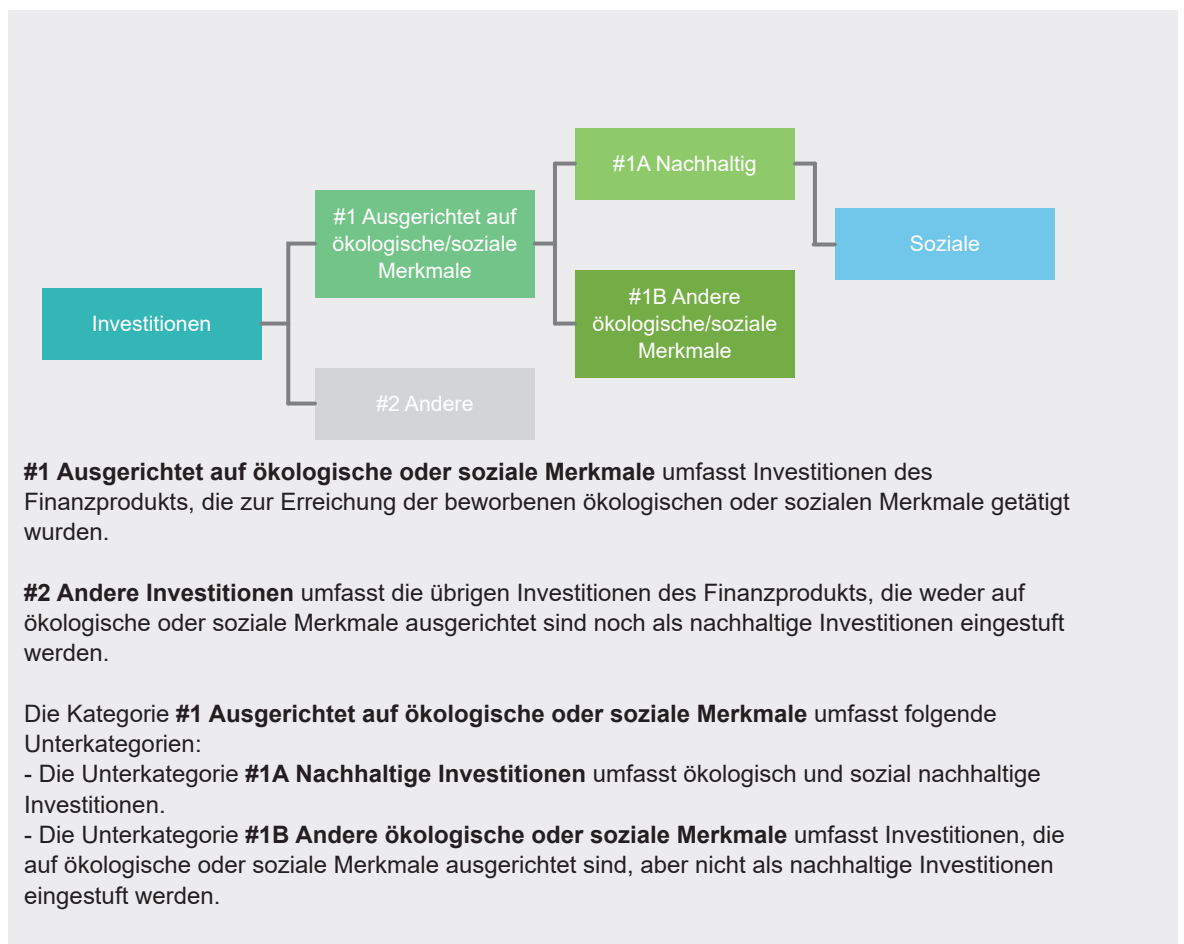 #1A Nachhaltig
#1 Ausgerichtet auf
ökologische/soziale
Merkmale
Soziale
Investitionen
#1B Andere
ökologische/soziale
Merkmale
#2 Andere
#1 Ausgerichtet auf ökologische oder soziale Merkmale umfasst Investitionen des
Finanzprodukts, die zur Erreichung der beworbenen ökologischen oder sozialen Merkmale getätigt
wurden.
#2 Andere Investitionen umfasst die übrigen Investitionen des Finanzprodukts, die weder auf
ökologische oder soziale Merkmale ausgerichtet sind noch als nachhaltige Investitionen eingestuft
werden.
Die Kategorie #1 Ausgerichtet auf ökologische oder soziale Merkmale umfasst folgende
Unterkategorien:
- Die Unterkategorie #1A Nachhaltige Investitionen umfasst ökologisch und sozial nachhaltige
Investitionen.
- Die Unterkategorie #1B Andere ökologische oder soziale Merkmale umfasst Investitionen, die
auf ökologische oder soziale Merkmale ausgerichtet sind, aber nicht als nachhaltige Investitionen
eingestuft werden.